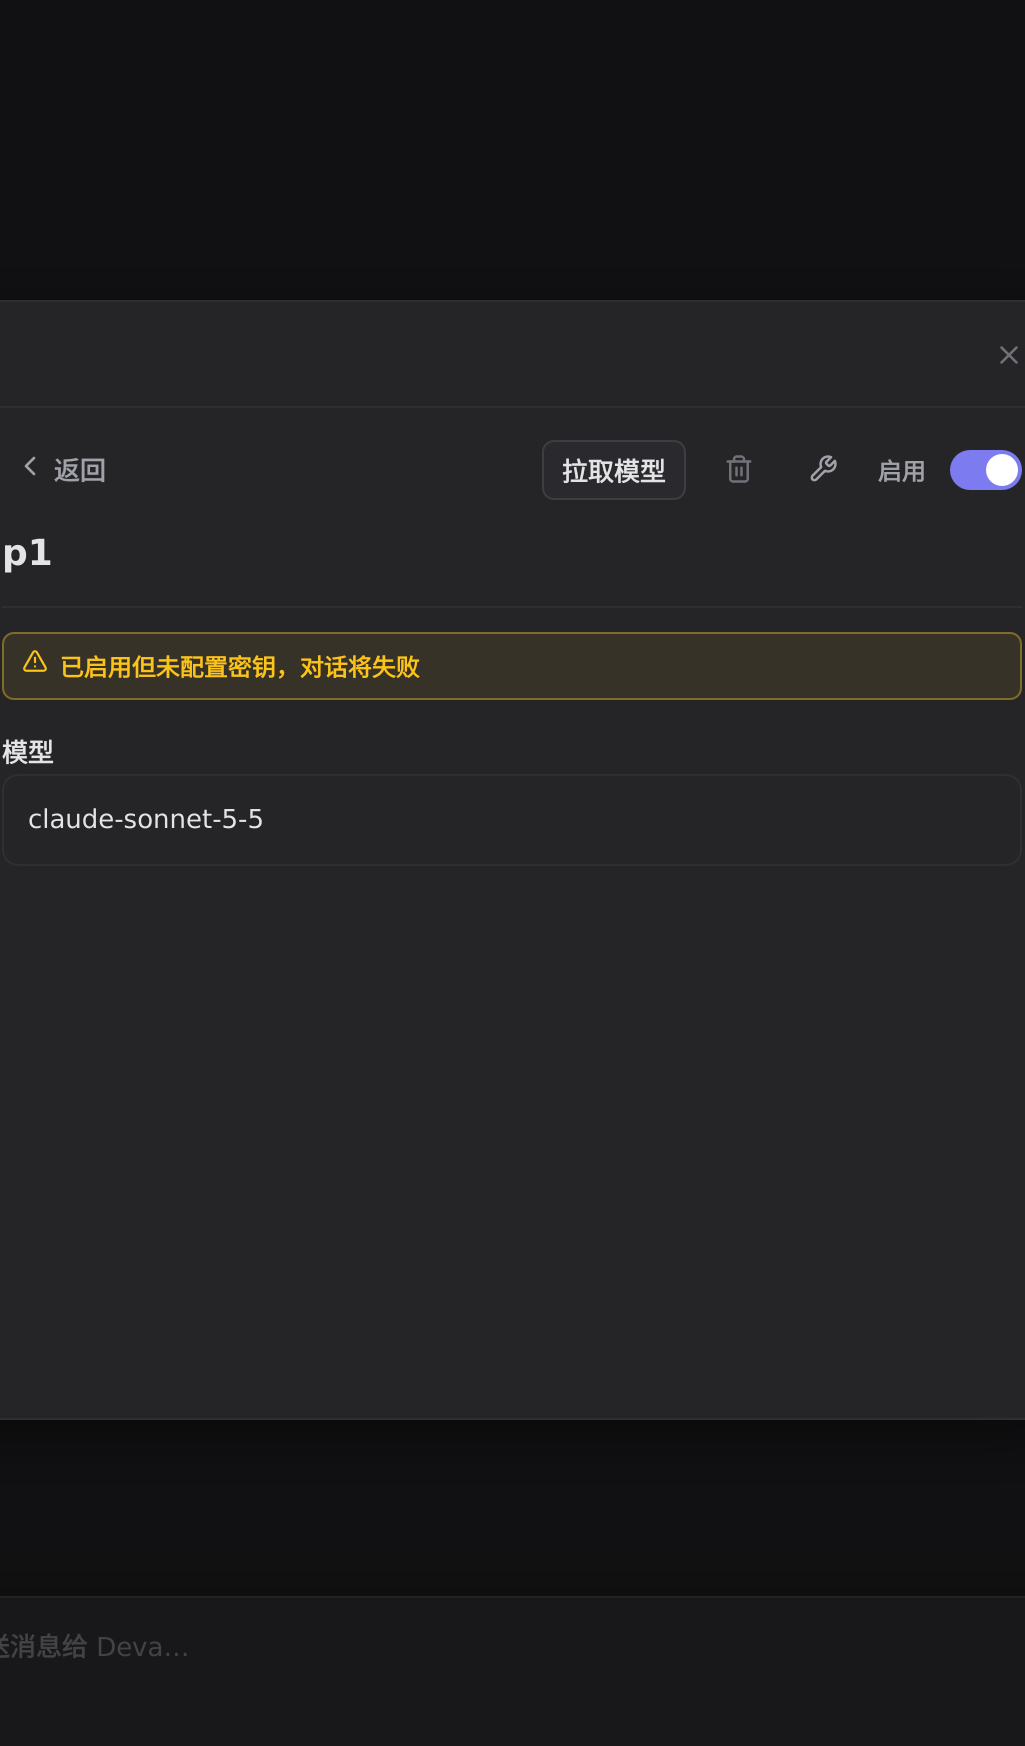 返回
拉取模型
启用
p1
已启用但未配置密钥，对话将失败
模型
claude-sonnet-5-5
送消息给 Deva...